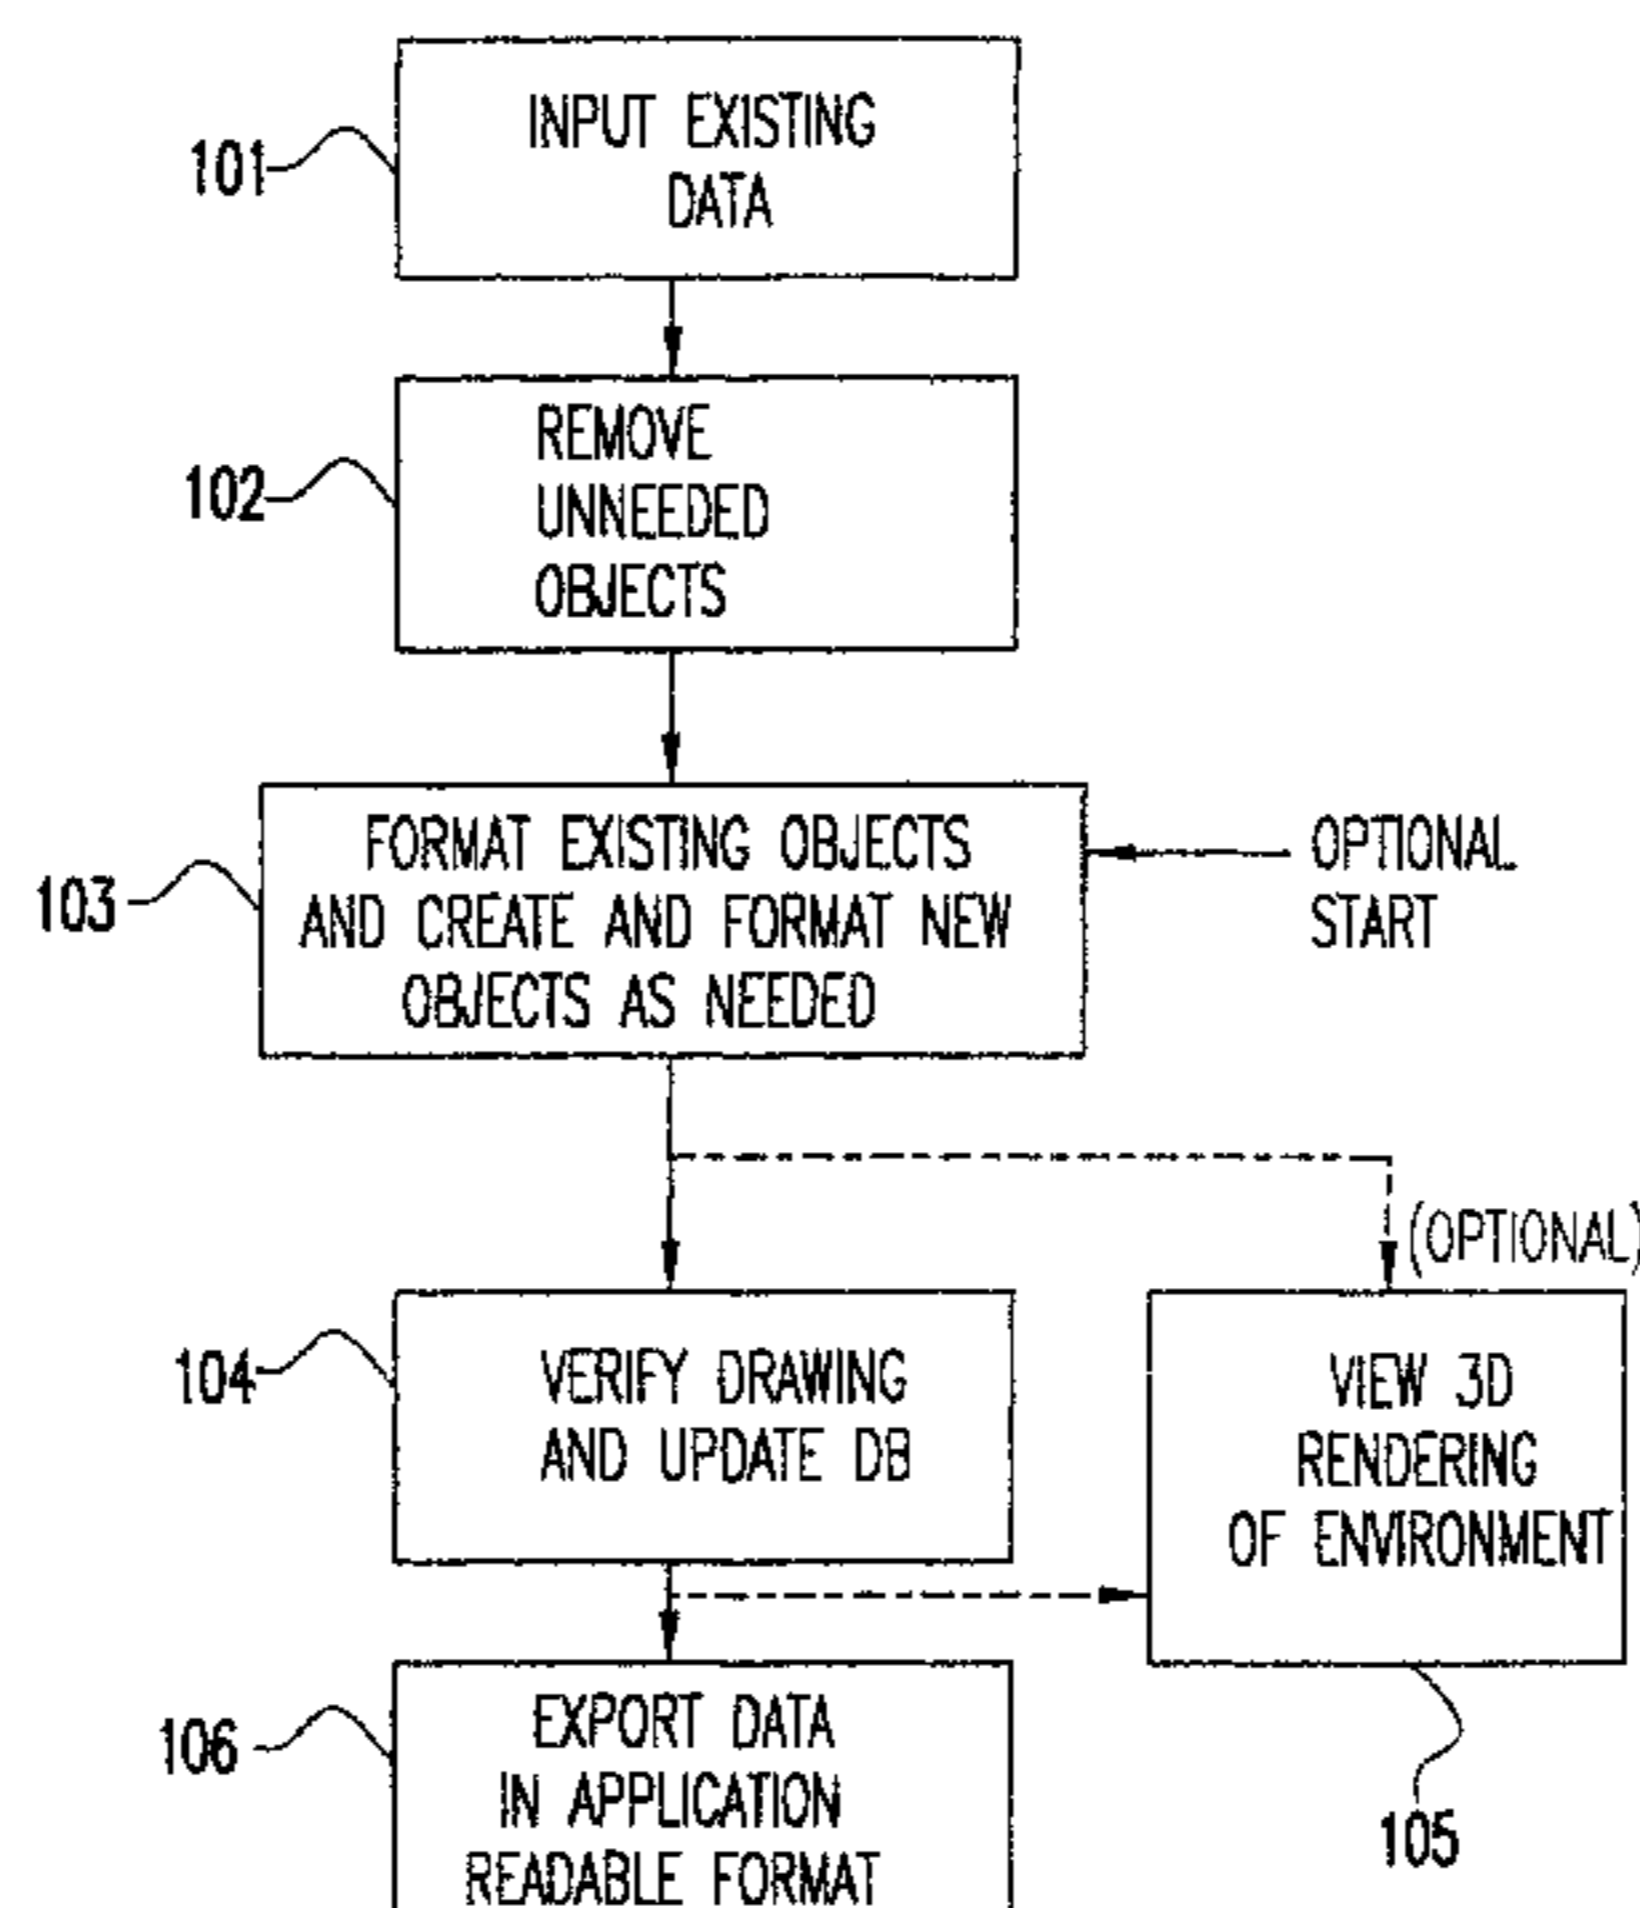 101
INPUT EXISTING
DATA
102
REMOVE
UNNEEDED
OBJECTS
103
FORMAT EXISTING OBJECTS
AND CREATE AND FORMAT NEW
OBJECTS AS NEEDED
OPTIONAL
START
(OPTIONAL)
104
VERIFY DRAWING
AND UPDATE DB
VIEW 3D
RENDERING
OF ENVIRONMENT
106
EXPORT DATA
IN APPLICATION
READABLE FORMAT
105